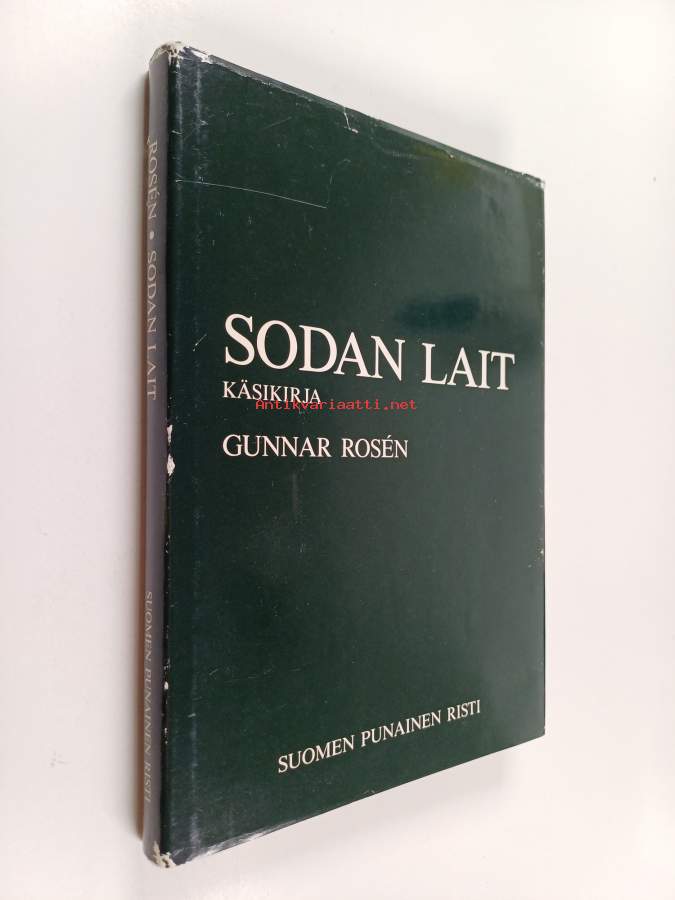 ROSÉN • SODAN LAIT
SUOMEN PUNAINEN RISTI
SODAN LAIT
KÄSIKIRJA
Antikvariaatti.net
GUNNAR ROSÉN
SUOMEN PUNAINEN RISTI